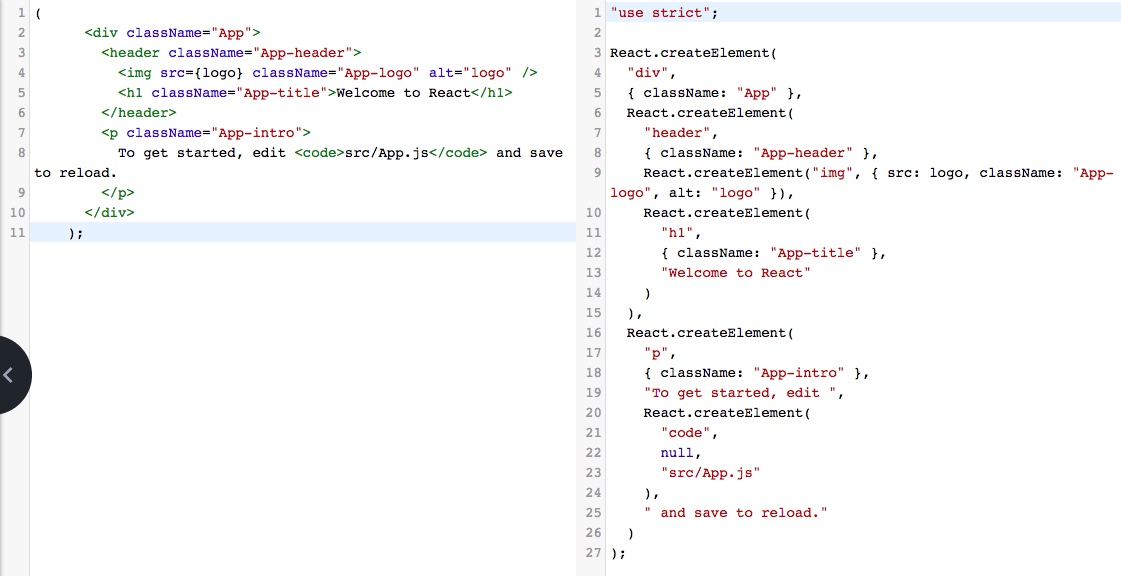 1 (
2       <div className="App">
3         <header className="App-header">
4           <img src={logo} className="App-logo" alt="logo" />
5           <h1 className="App-title">Welcome to React</h1>
6         </header>
7         <p className="App-intro">
8           To get started, edit <code>src/App.js</code> and save
to reload.
9         </p>
10       </div>
11     );
1 "use strict";
2
3 React.createElement(
4   "div",
5   { className: "App" },
6   React.createElement(
7     "header",
8     { className: "App-header" },
9     React.createElement("img", { src: logo, className: "App-
logo", alt: "logo" }),
10     React.createElement(
11       "h1",
12       { className: "App-title" },
13       "Welcome to React"
14     )
15   ),
16   React.createElement(
17     "p",
18     { className: "App-intro" },
19     "To get started, edit ",
20     React.createElement(
21       "code",
22       null,
23       "src/App.js"
24     ),
25     " and save to reload."
26   )
27 );